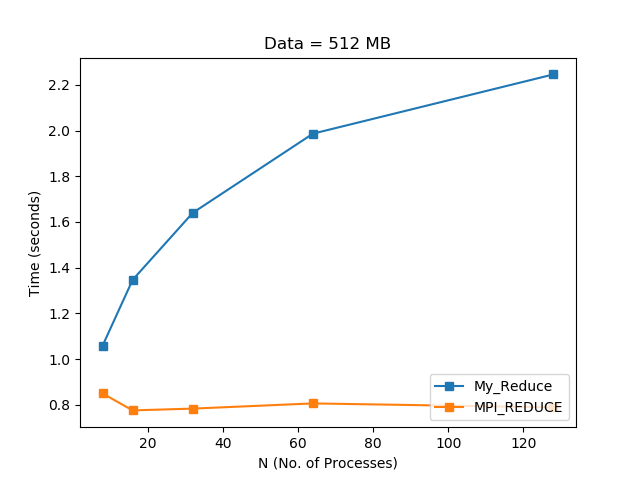 Data = 512 MB
Time (seconds)
2.2
2.0
1.8
1.6
1.4
1.2
1.0
0.8
My_Reduce
MPI_REDUCE
20
40
60
80
100
120
N (No. of Processes)